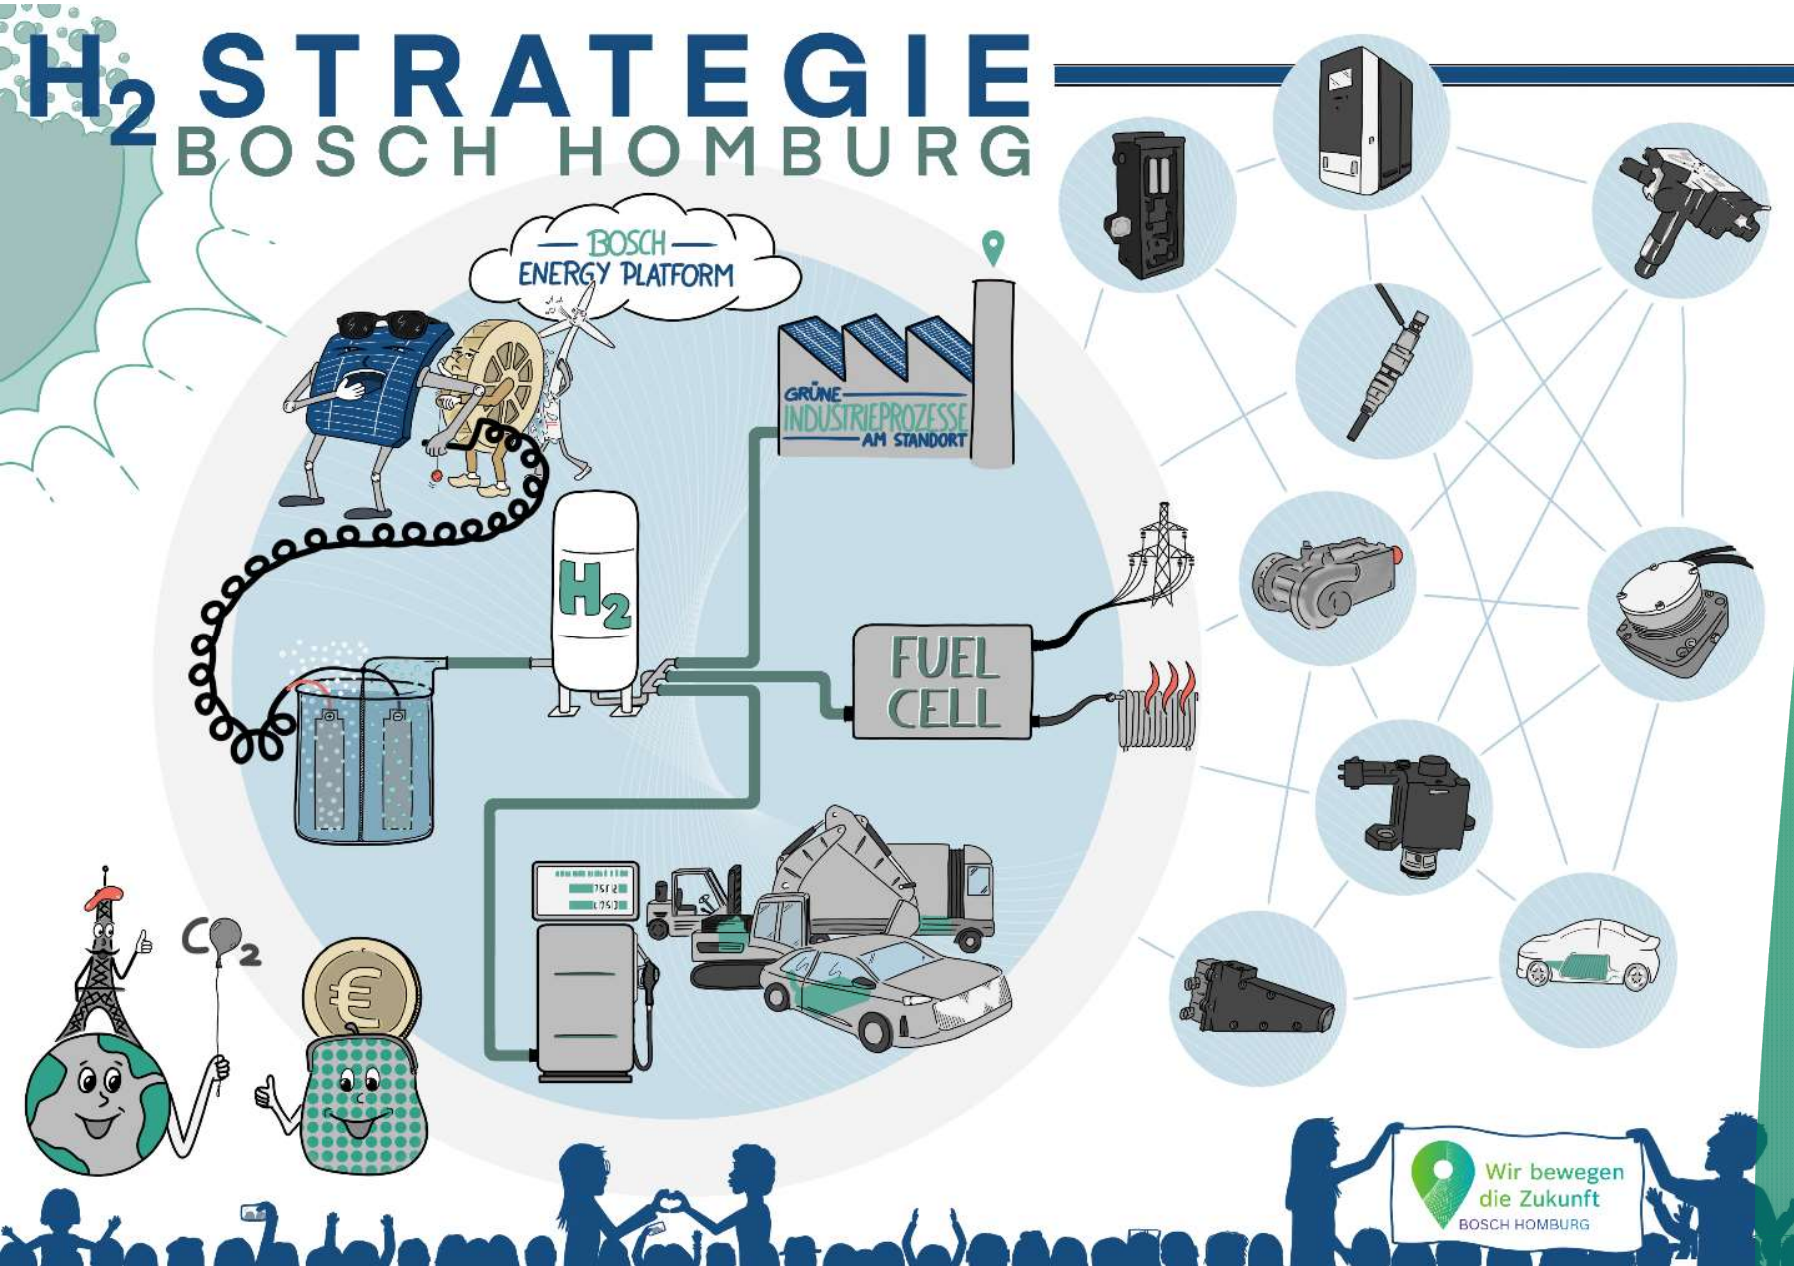 H₂ STRATEGIE
BOSCH HOMBURG
BOSCH
ENERGY PLATFORM
GRÜNE
INDUSTRIEPROZESSE
AM STANDORT
H₂
FUEL
CELL
CO₂
€
Wir bewegen
die Zukunft
BOSCH HOMBURG